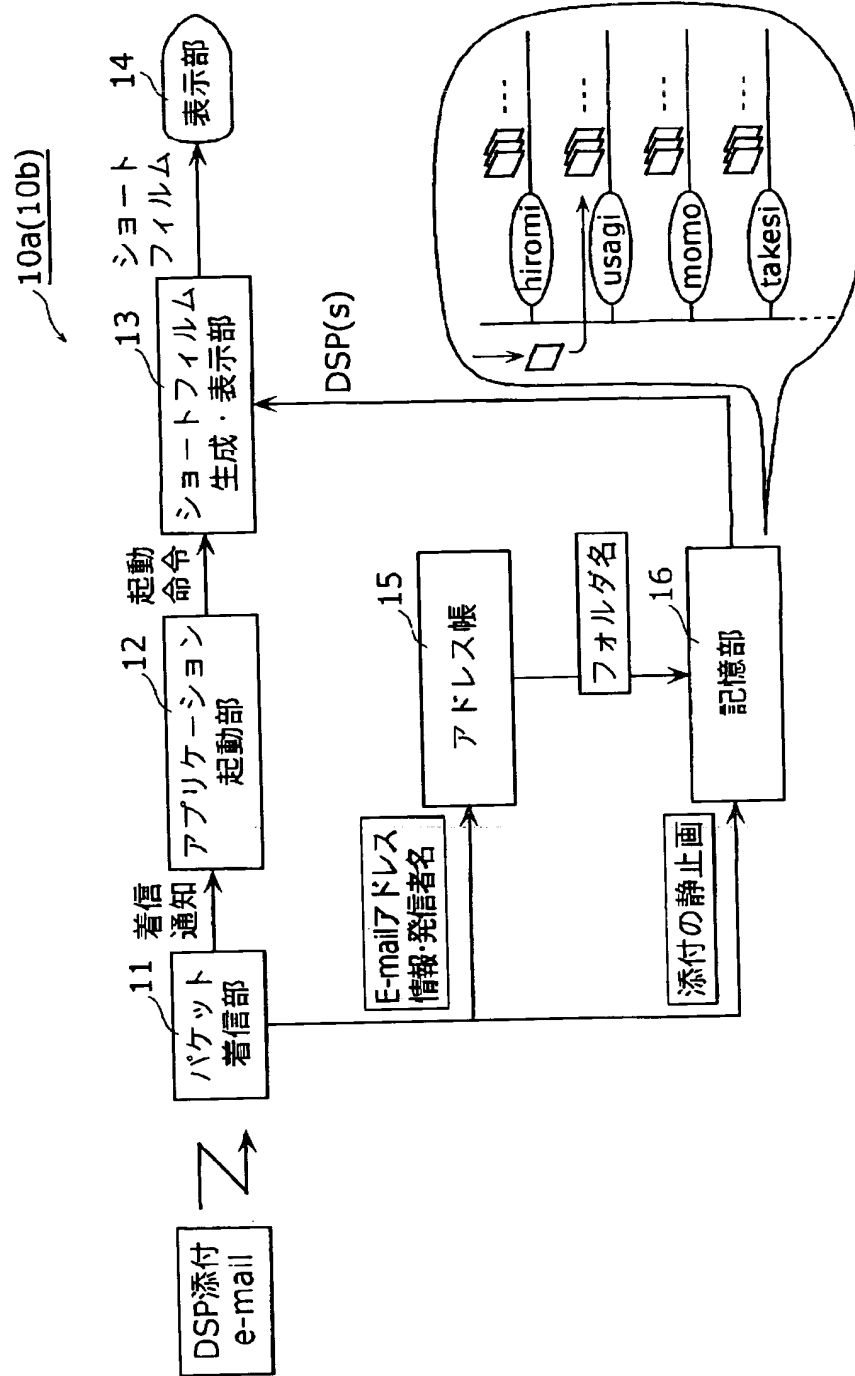 10a(10b)
DSP添付
e-mail
11
パケット
着信部
着信
通知
12
アプリケーション
起動部
起動
命令
13
ショートフィルム
生成・表示部
ショート
フィルム
14
表示部
E-mailアドレス
情報・発信者名
15
アドレス帳
フォルダ名
添付の静止画
16
記憶部
DSP(s)
hiromi
usagi
momo
takesi